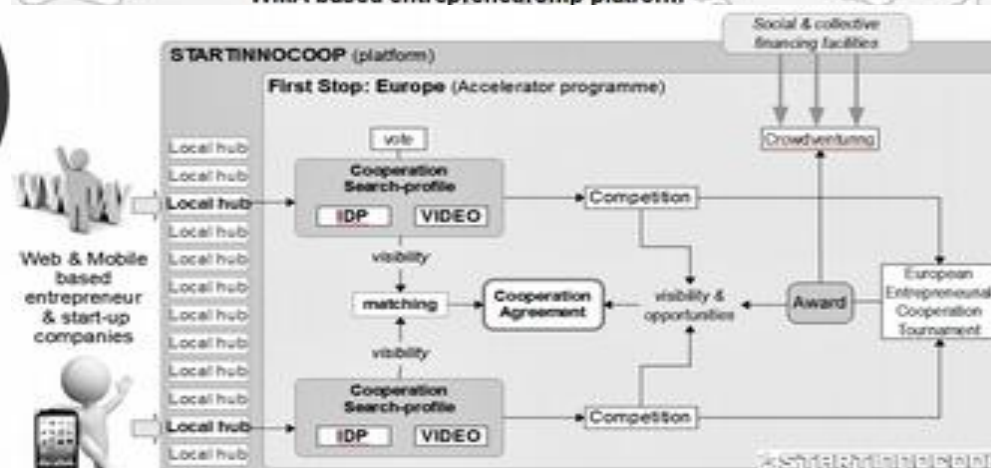 Social & collective
financing facilities
STARTINNOCOOP (platform)
First Stop: Europe (Accelerator programme)
vote
Crowdventuring
Local hub
Local hub
Local hub
Local hub
Local hub
Local hub
Local hub
Local hub
Local hub
Local hub
Local hub
Local hub
Cooperation
Search-profile
IDP
VIDEO
Competition
Web & Mobile
based
entrepreneur
& start-up
companies
visibility
matching
Cooperation
Agreement
visibility &
opportunities
Award
European
Entrepreneurial
Cooperation
Tournament
visibility
Cooperation
Search-profile
IDP
VIDEO
Competition